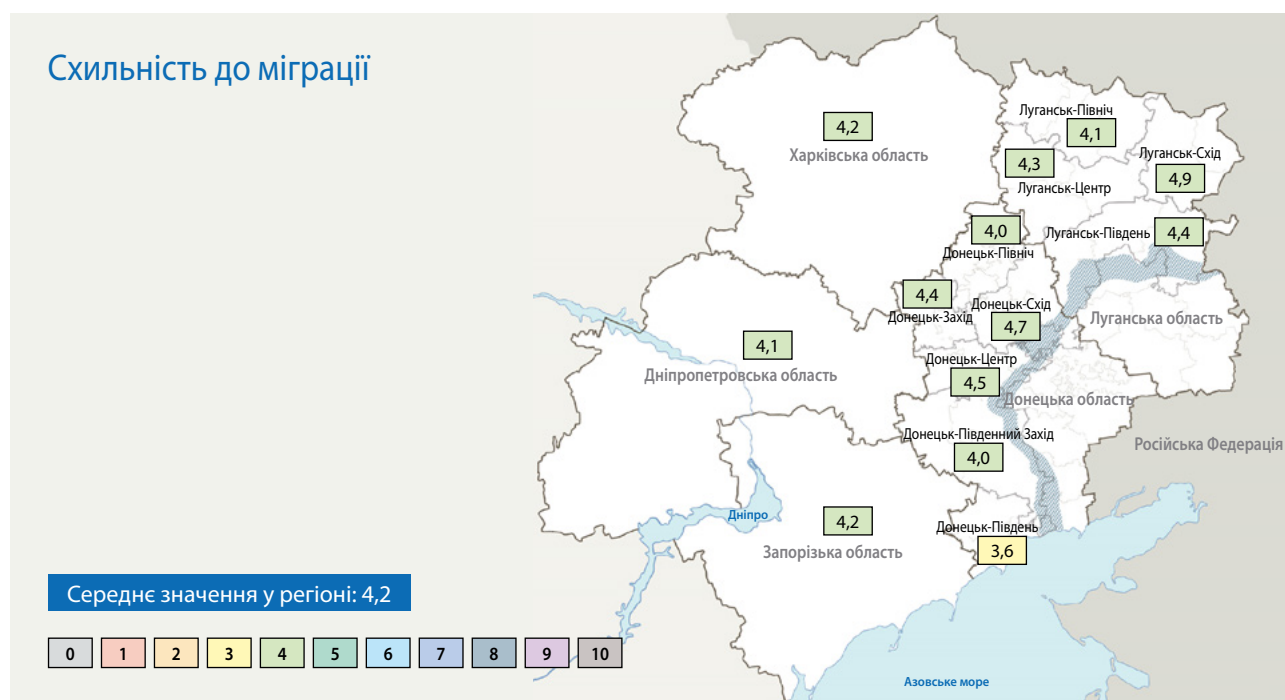 Схильність до міграції
4,2
Харківська область
Луганськ-Північ
4,1
4,3
Луганськ-Центр
Луганськ-Схід
4,9
4,0
Донецьк-Північ
Луганськ-Південь
4,4
4,4
Донецьк-Захід
Донецьк-Схід
4,7
Луганська область
4,1
Дніпропетровська область
Донецьк-Центр
4,5
Донецька область
Донецьк-Південний Захід
4,0
Російська Федерація
Дніпро
4,2
Запорізька область
Донецьк-Південь
3,6
Середнє значення у регіоні: 4,2
0 1 2 3 4 5 6 7 8 9 10
Азовське море